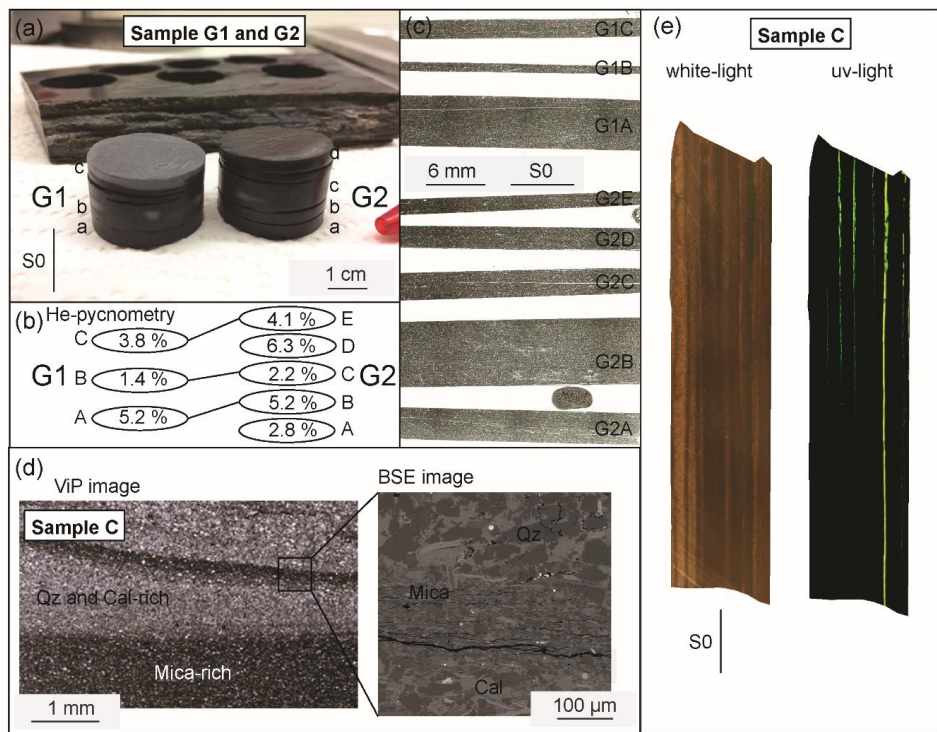 (a)
Sample G1 and G2
c
G1
b
a
d
c
b
a
G2
S0
1 cm
(b)
He-pycnometry
C
3.8 %
4.1 %
E
6.3 %
D
G1
B
1.4 %
2.2 %
C
G2
A
5.2 %
5.2 %
B
2.8 %
A
(c)
G1C
G1B
G1A
6 mm
S0
G2E
G2D
G2C
G2B
G2A
(d)
ViP image
Sample C
Qz and Cal-rich
Mica-rich
1 mm
BSE image
Qz
Mica
Cal
100 µm
(e)
Sample C
white-light
uv-light
S0